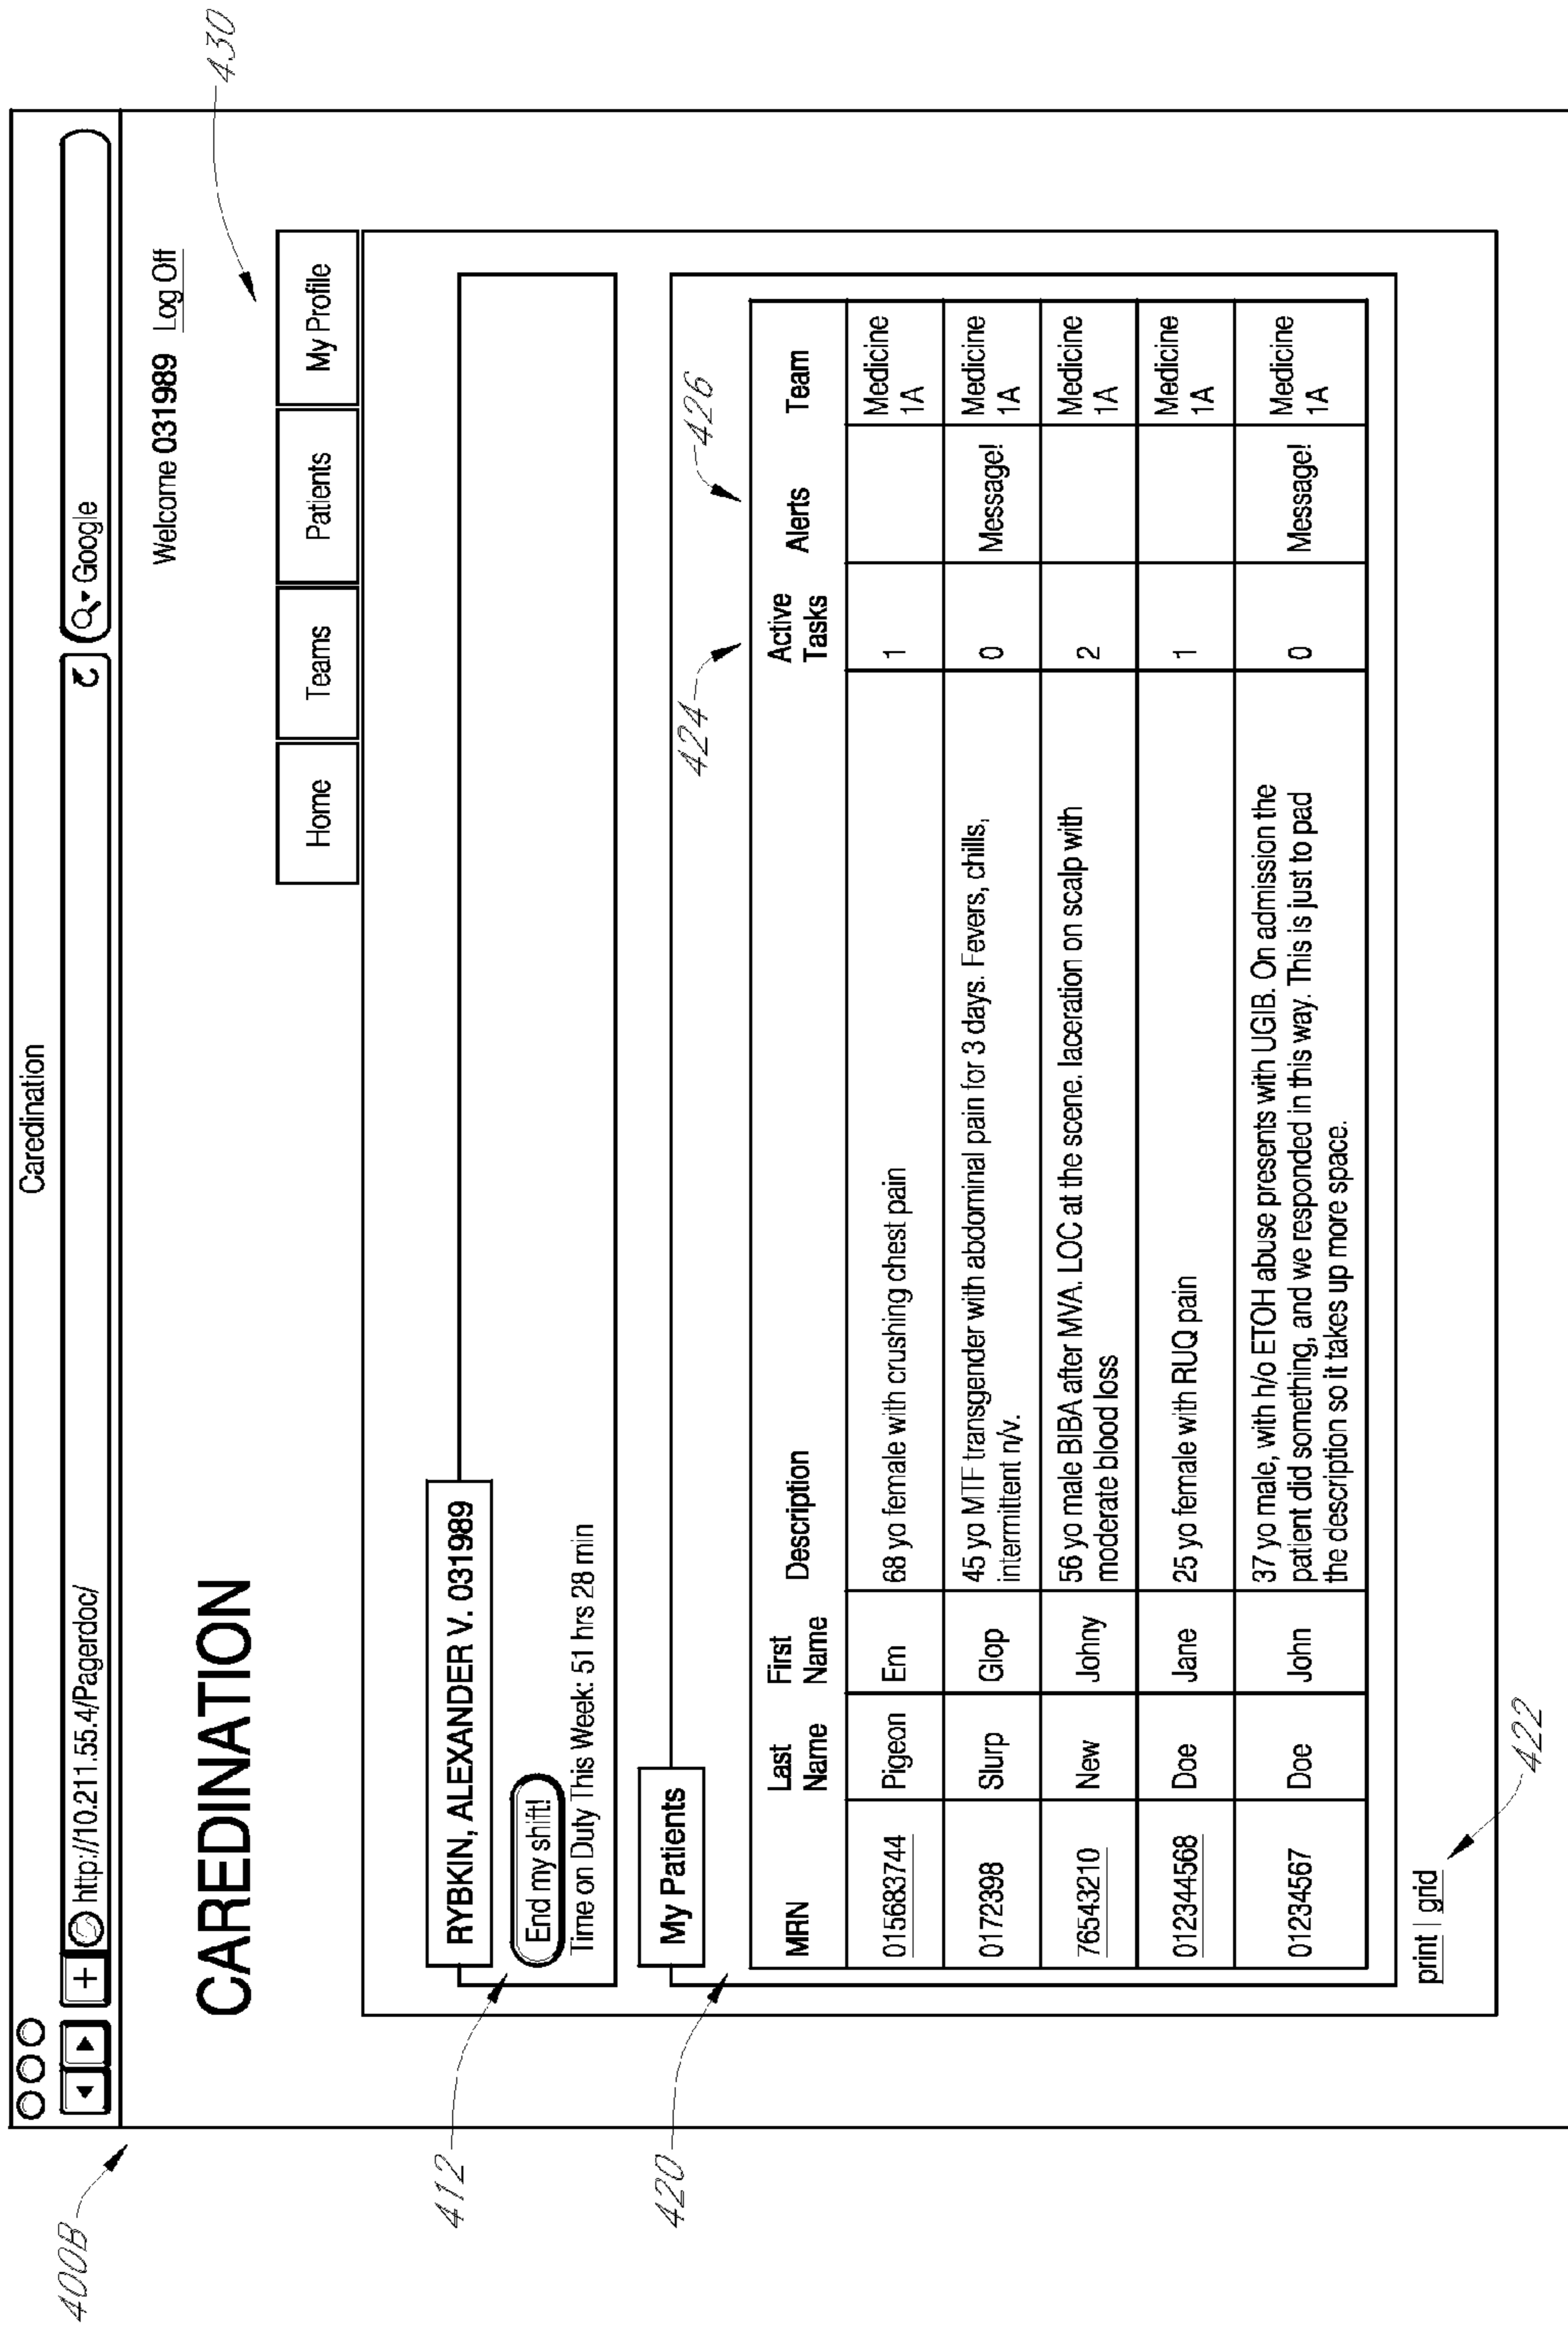 400B
Caredination
+ http://10.211.55.4/Pagerdoc/ Google
Welcome 031989 Log Off
CAREDINATION
430
Home Teams Patients My Profile
RYBKIN, ALEXANDER V. 031989
412
End my shift!
Time on Duty This Week: 51 hrs 28 min
420
My Patients
424 426
MRN Last Name First Name Description Active Tasks Alerts Team
015683744 Pigeon Em 68 yo female with crushing chest pain 1 Medicine 1A
0172398 Slurp Glop 45 yo MTF transgender with abdominal pain for 3 days. Fevers, chills,
intermittent n/v. 0 Message! Medicine 1A
76543210 New Johny 56 yo male BIBA after MVA. LOC at the scene. laceration on scalp with
moderate blood loss 2 Medicine 1A
012344568 Doe Jane 25 yo female with RUQ pain 1 Medicine 1A
01234567 Doe John 37 yo male, with h/o ETOH abuse presents with UGIB. On admission the
patient did something, and we responded in this way. This is just to pad
the description so it takes up more space. 0 Message! Medicine 1A
print | grid
422